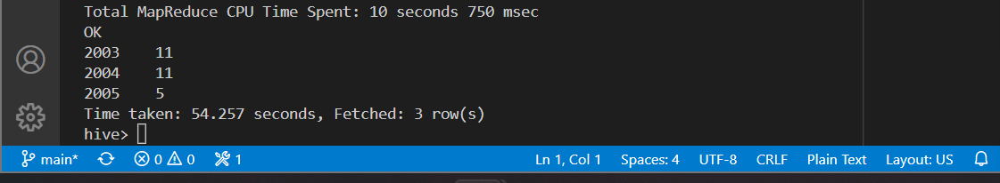 Total MapReduce CPU Time Spent: 10 seconds 750 msec
OK
2003    11
2004    11
2005    5
Time taken: 54.257 seconds, Fetched: 3 row(s)
hive>
main* 0 0 1 Ln 1, Col 1 Spaces: 4 UTF-8 CRLF Plain Text Layout: US